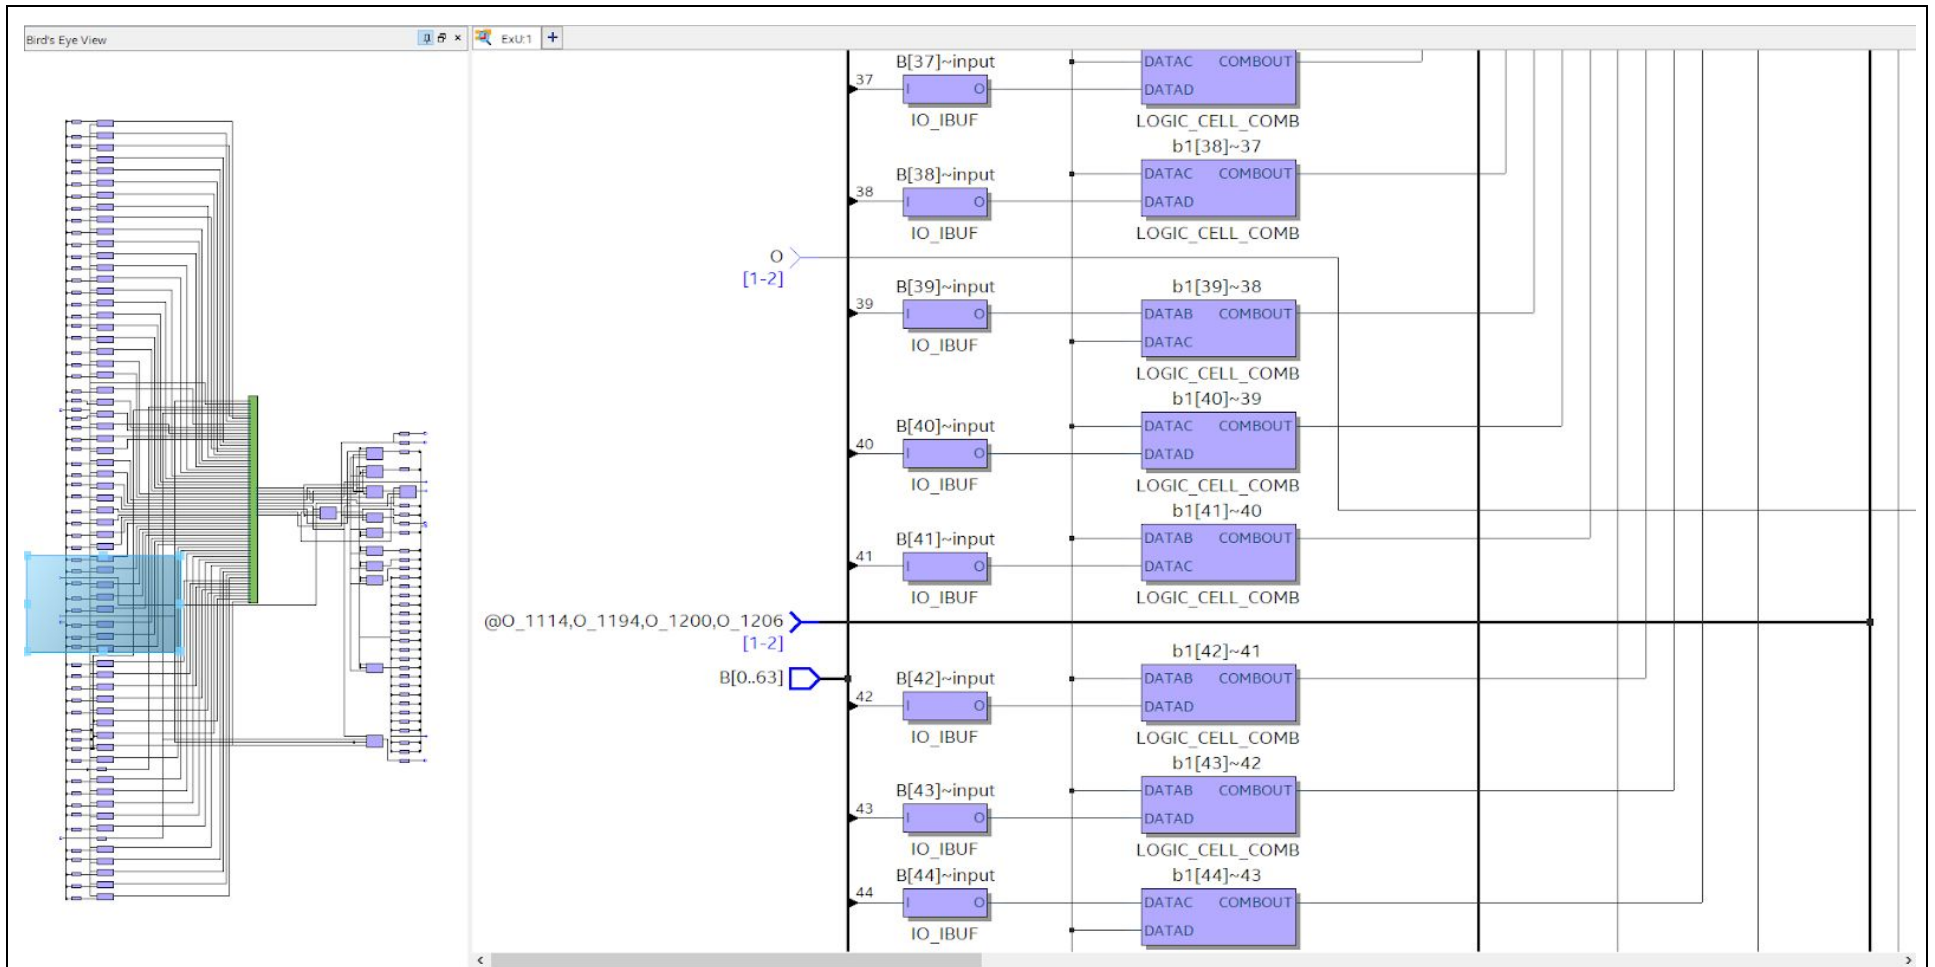 Bird's Eye View
ExU:1
B[37]~input
37
I O
IO_IBUF
DATAC COMBOUT
DATAD
LOGIC_CELL_COMB
b1[38]~37
B[38]~input
38
I O
IO_IBUF
DATAC COMBOUT
DATAD
LOGIC_CELL_COMB
O
[1-2]
b1[39]~38
B[39]~input
39
I O
IO_IBUF
DATAB COMBOUT
DATAC
LOGIC_CELL_COMB
b1[40]~39
B[40]~input
40
I O
IO_IBUF
DATAC COMBOUT
DATAD
LOGIC_CELL_COMB
b1[41]~40
B[41]~input
41
I O
IO_IBUF
DATAB COMBOUT
DATAC
LOGIC_CELL_COMB
@O_1114,O_1194,O_1200,O_1206
[1-2]
B[0..63]
b1[42]~41
B[42]~input
42
I O
IO_IBUF
DATAB COMBOUT
DATAD
LOGIC_CELL_COMB
b1[43]~42
B[43]~input
43
I O
IO_IBUF
DATAB COMBOUT
DATAD
LOGIC_CELL_COMB
b1[44]~43
B[44]~input
44
I O
IO_IBUF
DATAC COMBOUT
DATAD